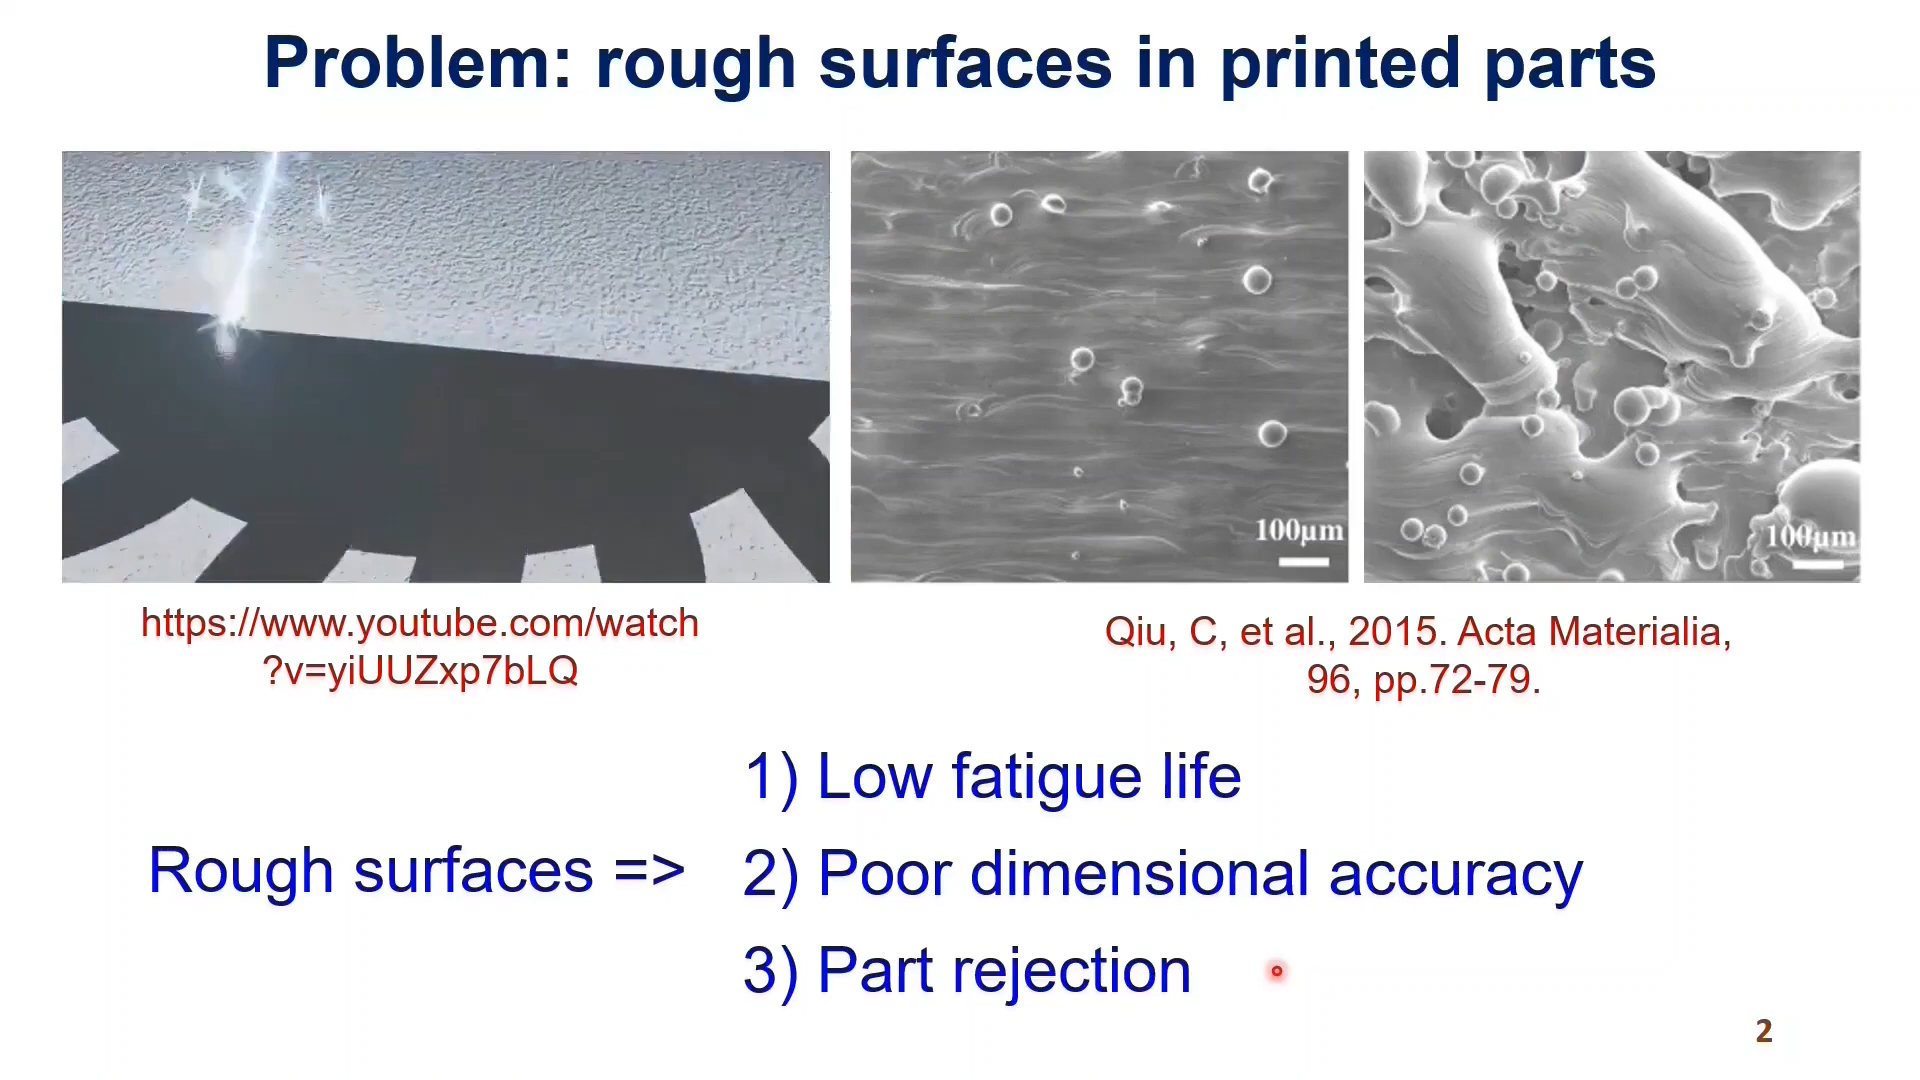 Problem: rough surfaces in printed parts
100µm
100µm
https://www.youtube.com/watch
?v=yiUUZxp7bLQ
Qiu, C, et al., 2015. Acta Materialia,
96, pp.72-79.
Rough surfaces =>
1) Low fatigue life
2) Poor dimensional accuracy
3) Part rejection
2